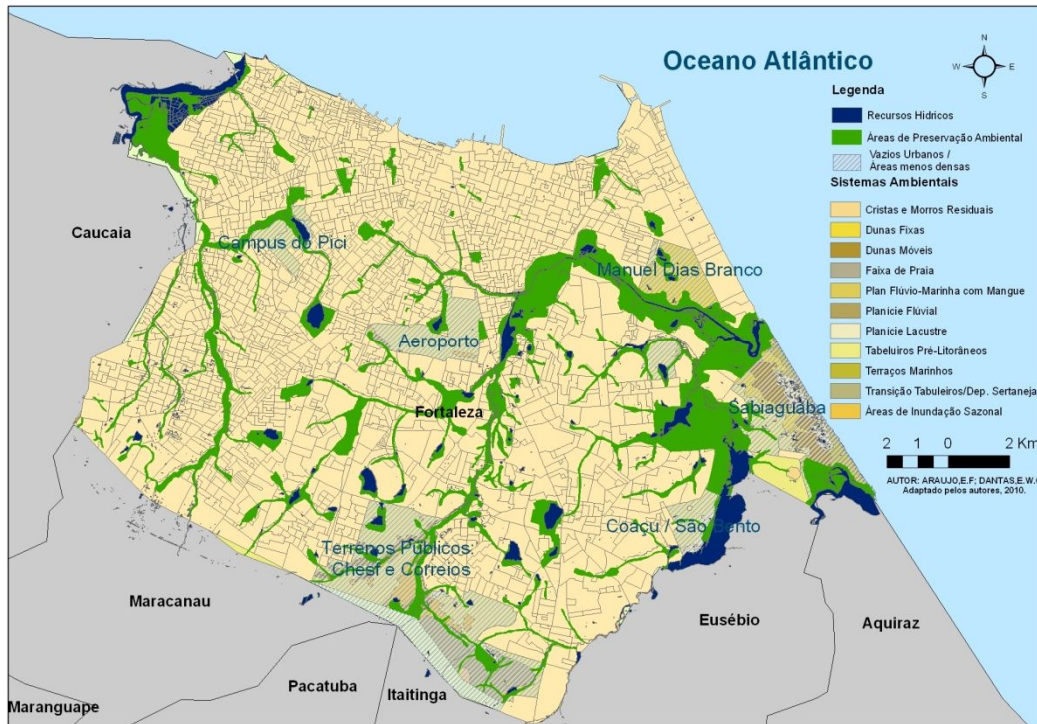 Oceano Atlântico
N
W
E
S
Legenda
Recursos Hídricos
Áreas de Preservação Ambiental
Vazios Urbanos /
Áreas menos densas
Sistemas Ambientais
Cristas e Morros Residuais
Dunas Fixas
Dunas Móveis
Faixa de Praia
Plan Flúvio-Marinha com Mangue
Planície Flúvial
Planície Lacustre
Tabeluiros Pré-Litorâneos
Terraços Marinhos
Transição Tabuleiros/Dep. Sertaneja
Áreas de Inundação Sazonal
2 1 0 2 Km
AUTOR: ARAUJO,E.F; DANTAS,E.W.C
Adaptado pelos autores, 2010.
Caucaia
Campus do Pici
Manuel Dias Branco
Aeroporto
Fortaleza
Sabiaguaba
Coaçu / São Bento
Terrenos Públicos:
Chesf e Correios
Maracanau
Eusébio
Aquiraz
Pacatuba
Itaitinga
Maranguape